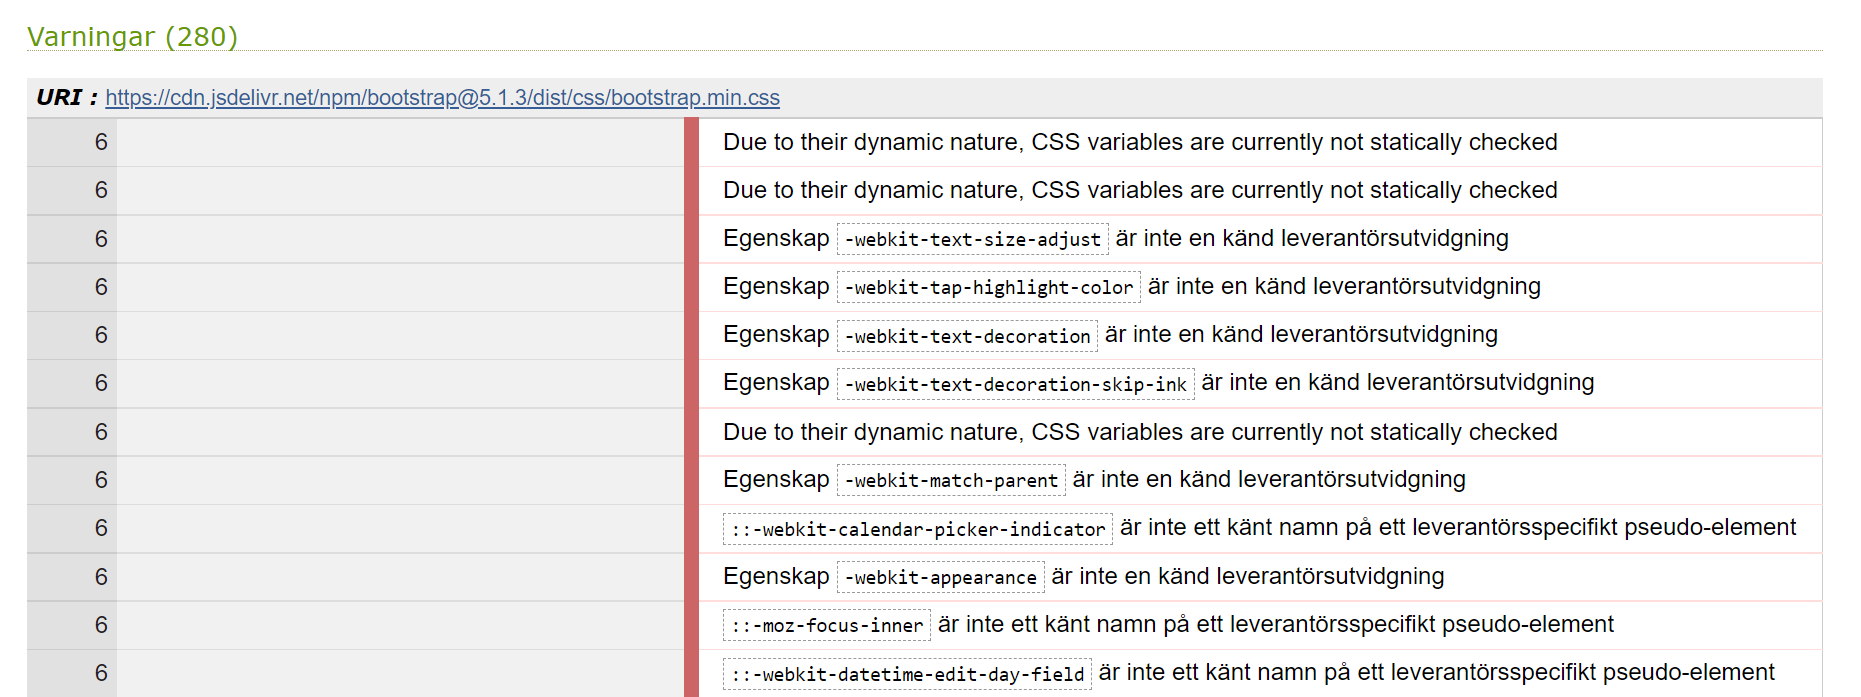 Varningar (280)
URI : https://cdn.jsdelivr.net/npm/bootstrap@5.1.3/dist/css/bootstrap.min.css
6 Due to their dynamic nature, CSS variables are currently not statically checked
6 Due to their dynamic nature, CSS variables are currently not statically checked
6 Egenskap -webkit-text-size-adjust är inte en känd leverantörsutvidgning
6 Egenskap -webkit-tap-highlight-color är inte en känd leverantörsutvidgning
6 Egenskap -webkit-text-decoration är inte en känd leverantörsutvidgning
6 Egenskap -webkit-text-decoration-skip-ink är inte en känd leverantörsutvidgning
6 Due to their dynamic nature, CSS variables are currently not statically checked
6 Egenskap -webkit-match-parent är inte en känd leverantörsutvidgning
6 ::-webkit-calendar-picker-indicator är inte ett känt namn på ett leverantörsspecifikt pseudo-element
6 Egenskap -webkit-appearance är inte en känd leverantörsutvidgning
6 ::-moz-focus-inner är inte ett känt namn på ett leverantörsspecifikt pseudo-element
6 ::-webkit-datetime-edit-day-field är inte ett känt namn på ett leverantörsspecifikt pseudo-element